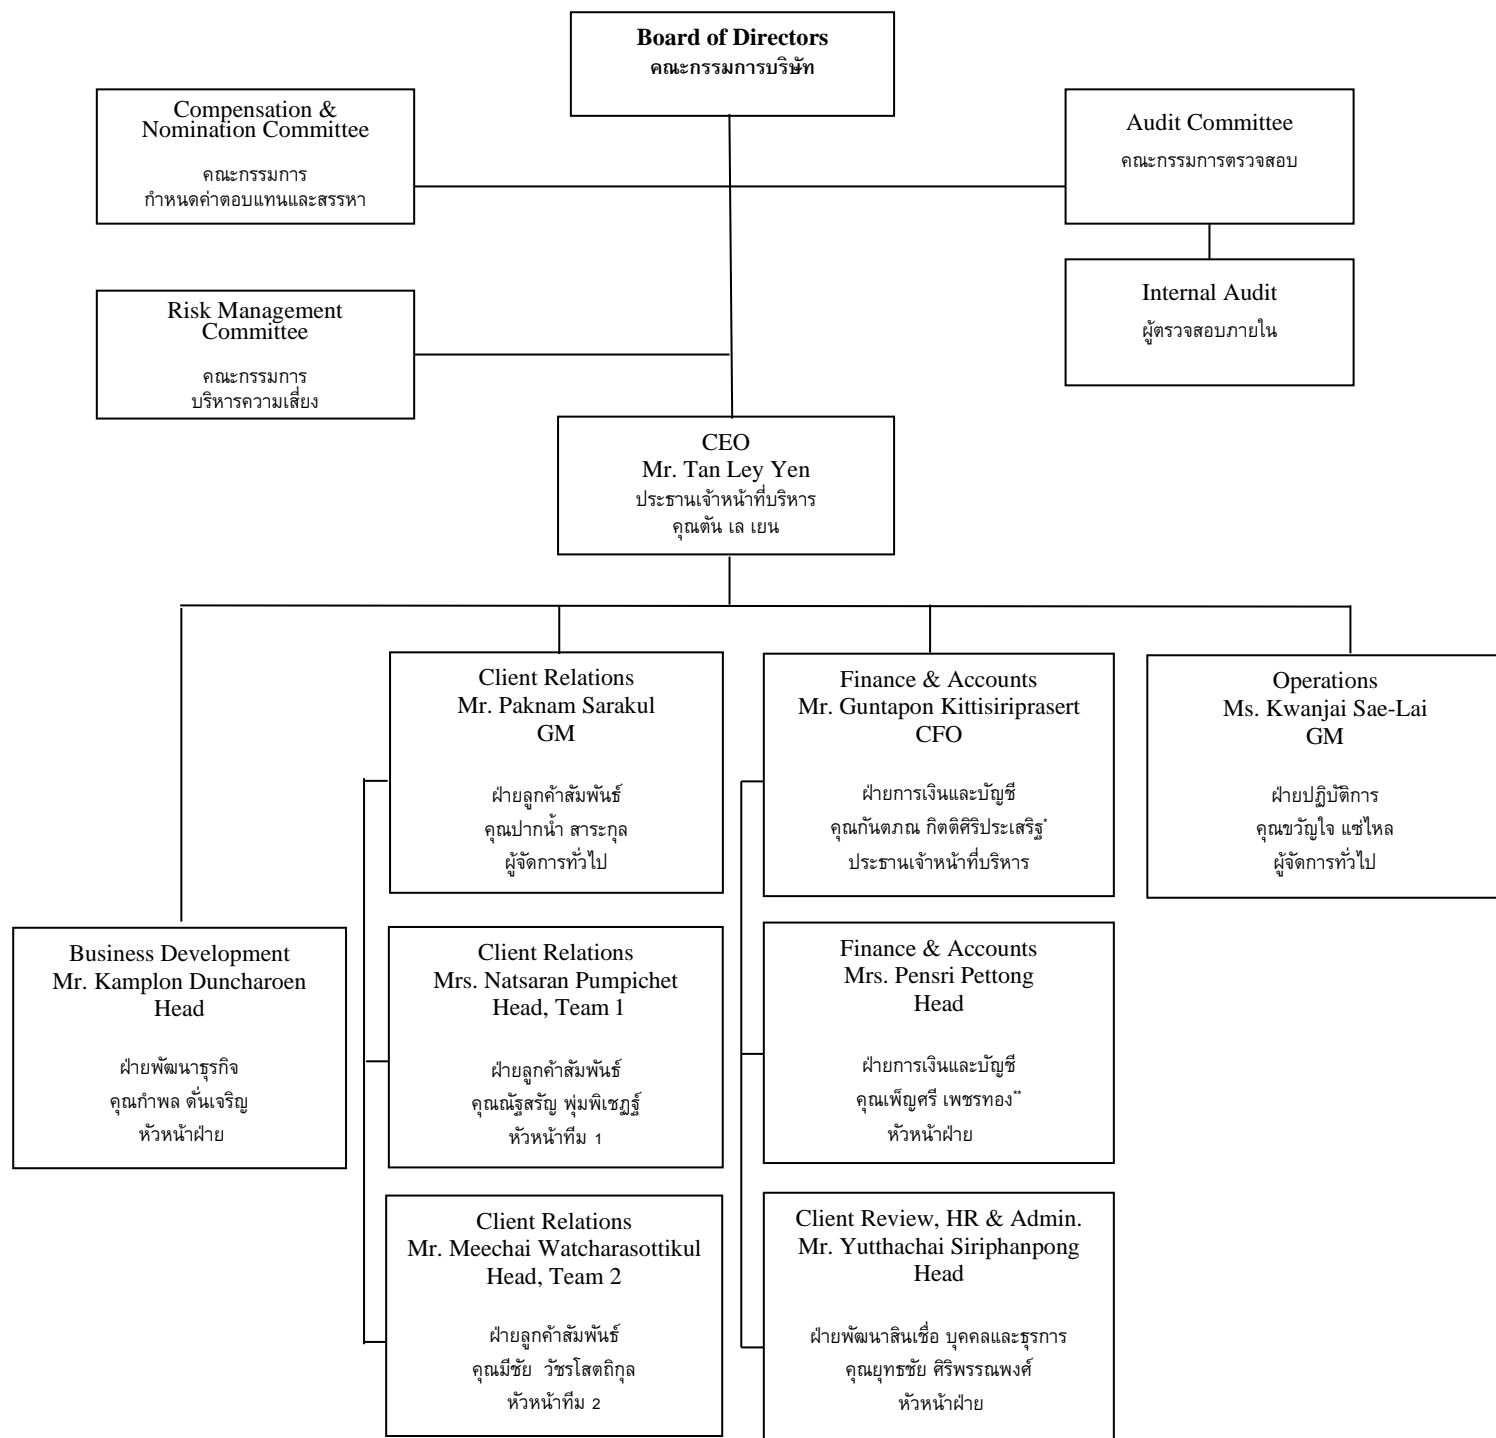 Board of Directors
คณะกรรมการบริษัท
Compensation &
Nomination Committee
คณะกรรมการ
กำหนดค่าตอบแทนและสรรหา
Audit Committee
คณะกรรมการตรวจสอบ
Internal Audit
ผู้ตรวจสอบภายใน
Risk Management
Committee
คณะกรรมการ
บริหารความเสี่ยง
CEO
Mr. Tan Ley Yen
ประธานเจ้าหน้าที่บริหาร
คุณตัน เล เยน
Client Relations
Mr. Paknam Sarakul
GM
ฝ่ายลูกค้าสัมพันธ์
คุณปากน้ำ สาระกุล
ผู้จัดการทั่วไป
Finance & Accounts
Mr. Guntapon Kittisiriprasert
CFO
ฝ่ายการเงินและบัญชี
คุณกันตภณ กิตติศิริประเสริฐ*
ประธานเจ้าหน้าที่บริหาร
Operations
Ms. Kwanjai Sae-Lai
GM
ฝ่ายปฏิบัติการ
คุณขวัญใจ แซ่ไหล
ผู้จัดการทั่วไป
Business Development
Mr. Kamplon Duncharoen
Head
ฝ่ายพัฒนาธุรกิจ
คุณกำพล ดั่นเจริญ
หัวหน้าฝ่าย
Client Relations
Mrs. Natsaran Pumpichet
Head, Team 1
ฝ่ายลูกค้าสัมพันธ์
คุณณัฐสรัญ พุ่มพิเชฏฐ์
หัวหน้าทีม 1
Finance & Accounts
Mrs. Pensri Pettong
Head
ฝ่ายการเงินและบัญชี
คุณเพ็ญศรี เพชรทอง**
หัวหน้าฝ่าย
Client Relations
Mr. Meechai Watcharasottikul
Head, Team 2
ฝ่ายลูกค้าสัมพันธ์
คุณมีชัย วัชรโสตถิกุล
หัวหน้าทีม 2
Client Review, HR & Admin.
Mr. Yutthachai Siriphanpong
Head
ฝ่ายพัฒนาสินเชื่อ บุคคลและธุรการ
คุณยุทธชัย ศิริพรรณพงศ์
หัวหน้าฝ่าย